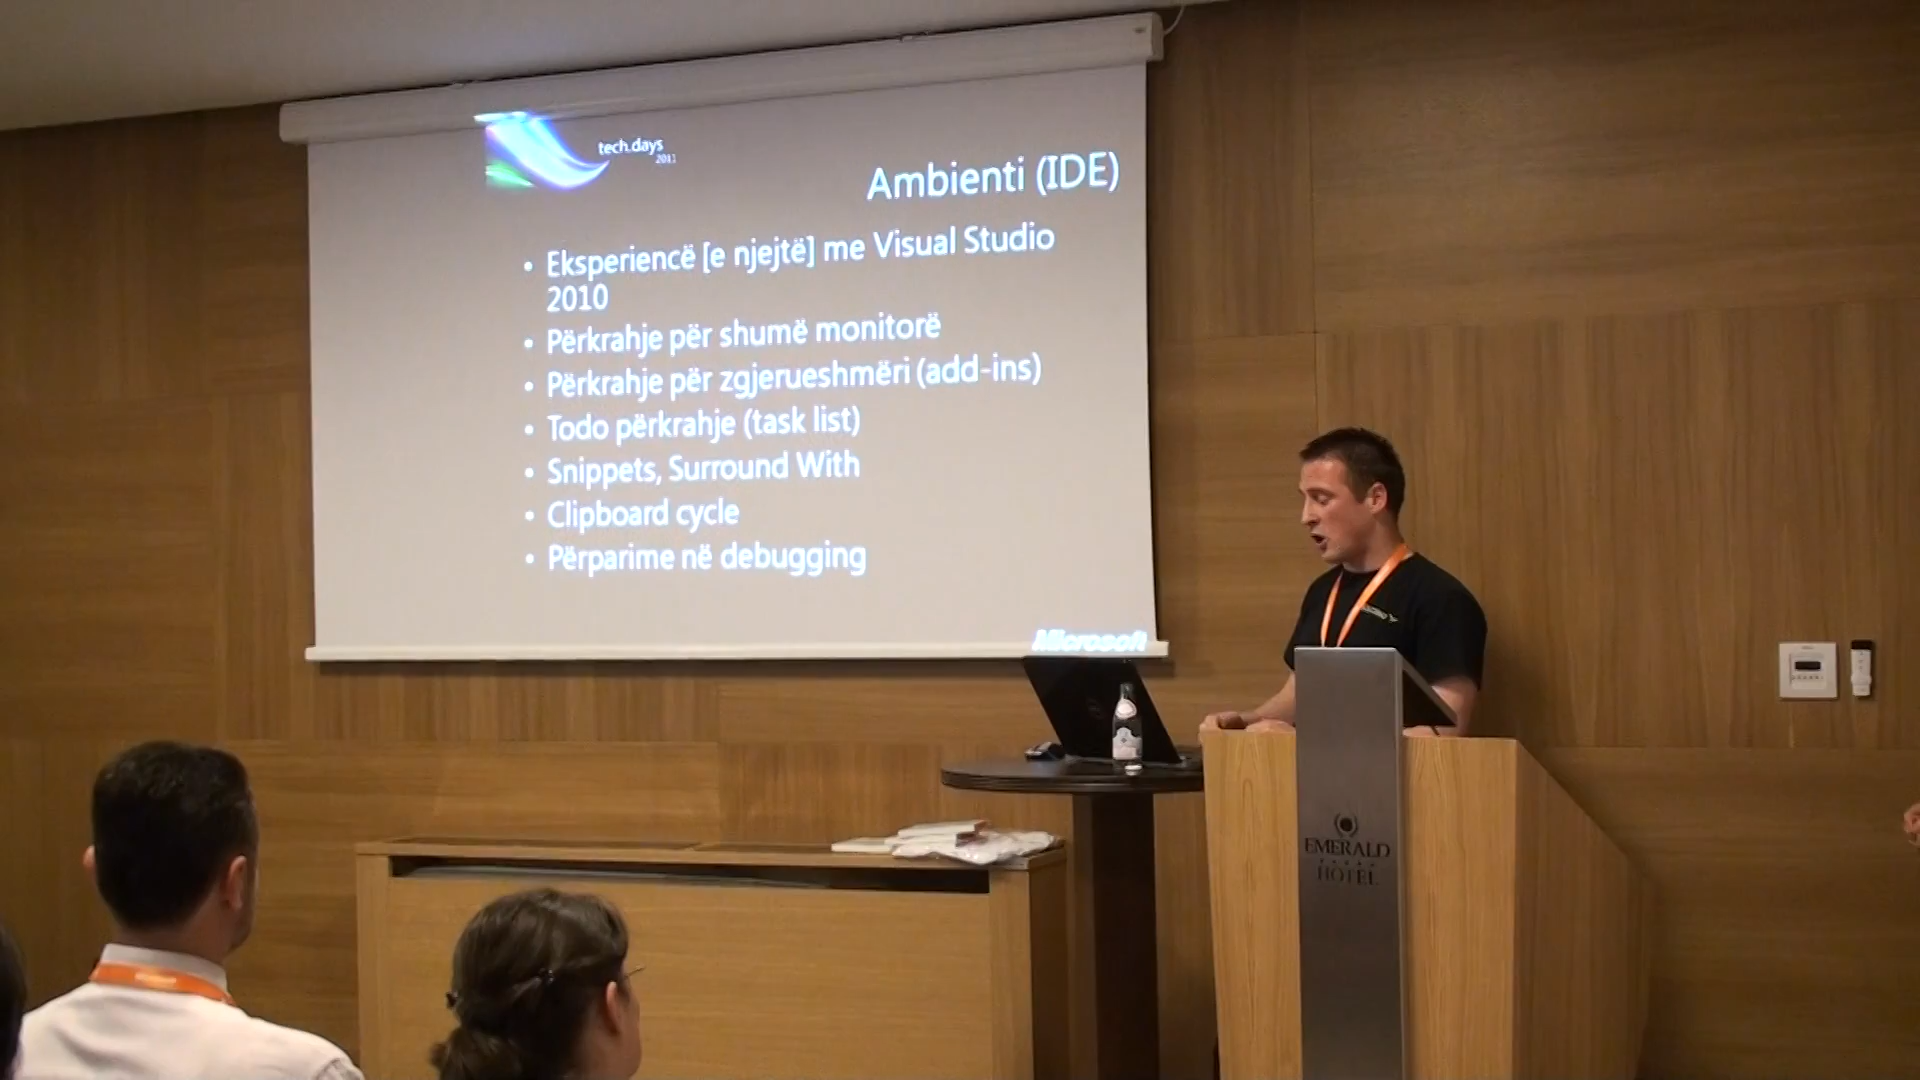 tech.days
2011
Ambienti (IDE)
• Eksperiencë [e njejtë] me Visual Studio
2010
• Përkrahje për shumë monitorë
• Përkrahje për zgjerueshmëri (add-ins)
• Todo përkrahje (task list)
• Snippets, Surround With
• Clipboard cycle
• Përparime në debugging
Microsoft
EMERALD
HOTEL